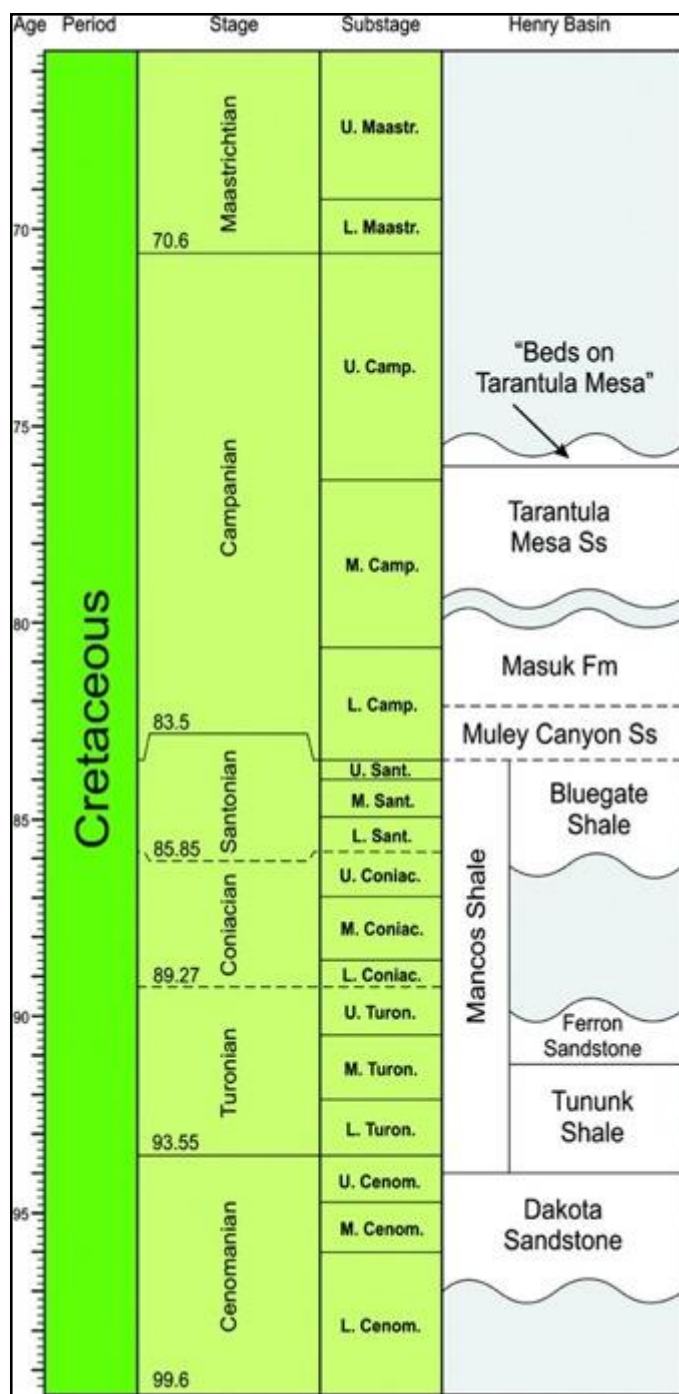 Age Period Stage Substage Henry Basin
Cretaceous
70
75
80
85
90
95
Maastrichtian
70.6
Campanian
83.5
Santonian
85.85
Coniacian
89.27
Turonian
93.55
Cenomanian
99.6
U. Maastr.
L. Maastr.
U. Camp.
M. Camp.
L. Camp.
U. Sant.
M. Sant.
L. Sant.
U. Coniac.
M. Coniac.
L. Coniac.
U. Turon.
M. Turon.
L. Turon.
U. Cenom.
M. Cenom.
L. Cenom.
"Beds on
Tarantula Mesa"
Tarantula
Mesa Ss
Masuk Fm
Muley Canyon Ss
Mancos Shale
Bluegate
Shale
Ferron
Sandstone
Tununk
Shale
Dakota
Sandstone